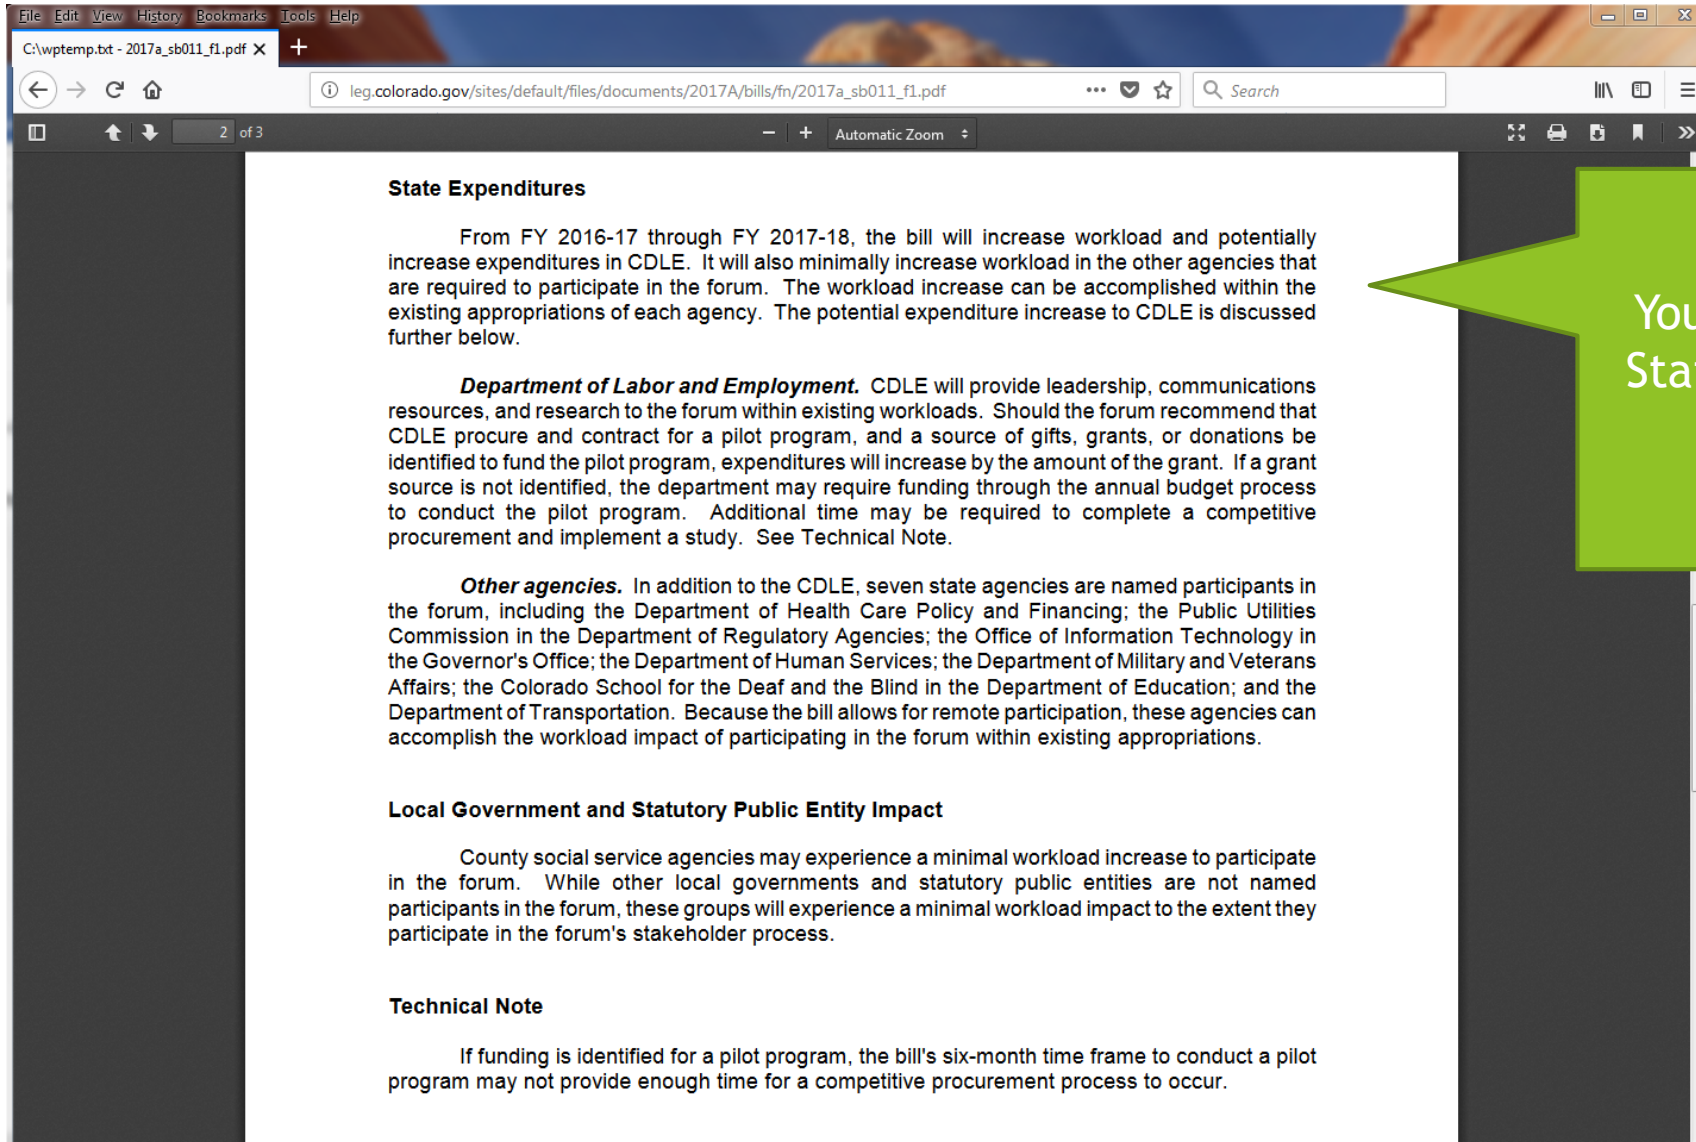 File Edit View History Bookmarks Tools Help
C:\wptemp.txt - 2017a_sb011_f1.pdf
leg.colorado.gov/sites/default/files/documents/2017A/bills/fn/2017a_sb011_f1.pdf
Search
2 of 3
Automatic Zoom
State Expenditures
From FY 2016-17 through FY 2017-18, the bill will increase workload and potentially
increase expenditures in CDLE. It will also minimally increase workload in the other agencies that
are required to participate in the forum. The workload increase can be accomplished within the
existing appropriations of each agency. The potential expenditure increase to CDLE is discussed
further below.
Department of Labor and Employment. CDLE will provide leadership, communications
resources, and research to the forum within existing workloads. Should the forum recommend that
CDLE procure and contract for a pilot program, and a source of gifts, grants, or donations be
identified to fund the pilot program, expenditures will increase by the amount of the grant. If a grant
source is not identified, the department may require funding through the annual budget process
to conduct the pilot program. Additional time may be required to complete a competitive
procurement and implement a study. See Technical Note.
Other agencies. In addition to the CDLE, seven state agencies are named participants in
the forum, including the Department of Health Care Policy and Financing; the Public Utilities
Commission in the Department of Regulatory Agencies; the Office of Information Technology in
the Governor's Office; the Department of Human Services; the Department of Military and Veterans
Affairs; the Colorado School for the Deaf and the Blind in the Department of Education; and the
Department of Transportation. Because the bill allows for remote participation, these agencies can
accomplish the workload impact of participating in the forum within existing appropriations.
Local Government and Statutory Public Entity Impact
County social service agencies may experience a minimal workload increase to participate
in the forum. While other local governments and statutory public entities are not named
participants in the forum, these groups will experience a minimal workload impact to the extent they
participate in the forum's stakeholder process.
Technical Note
If funding is identified for a pilot program, the bill's six-month time frame to conduct a pilot
program may not provide enough time for a competitive procurement process to occur.